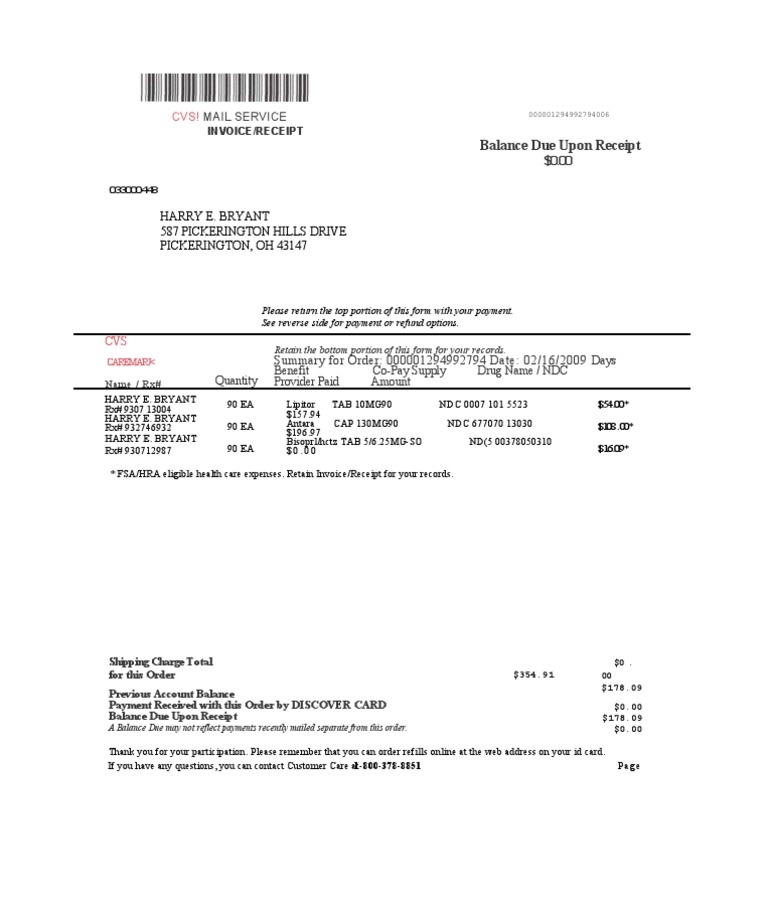 CVS! MAIL SERVICE
INVOICE/RECEIPT
000001294992794006
Balance Due Upon Receipt
$0.00
033000448
HARRY E. BRYANT
587 PICKERINGTON HILLS DRIVE
PICKERINGTON, OH 43147
Please return the top portion of this form with your payment.
See reverse side for payment or refund options.
CVS
CAREMARK
Retain the bottom portion of this form for your records.
Summary for Order: 000001294992794 Date: 02/16/2009 Days
Benefit Co-Pay Supply Drug Name / NDC
Name / Rx# Quantity Provider Paid Amount
HARRY E. BRYANT
Rx# 9307 13004 90 EA Lipitor TAB 10MG90 ND C 0007 101 5523 $54.00*
$157.94
HARRY E. BRYANT
Rx# 932746932 90 EA Antara CAP 130MG90 ND C 677070 13030 $108.00*
$196.97
HARRY E. BRYANT
Rx# 930712987 90 EA Bisoprl/hctz TAB 5/6.25MG-SO ND(5 00378050310 $16.09*
$0.00
* FSA/HRA eligible health care expenses. Retain Invoice/Receipt for your records.
Shipping Charge Total $0 .
for this Order $354.91 00
$178.09
Previous Account Balance
Payment Received with this Order by DISCOVER CARD $0.00
Balance Due Upon Receipt $178.09
A Balance Due may not reflect payments recently mailed separate from this order. $0.00
Thank you for your participation. Please remember that you can order refills online at the web address on your id card.
If you have any questions, you can contact Customer Care at 1-800-378-8851 Page